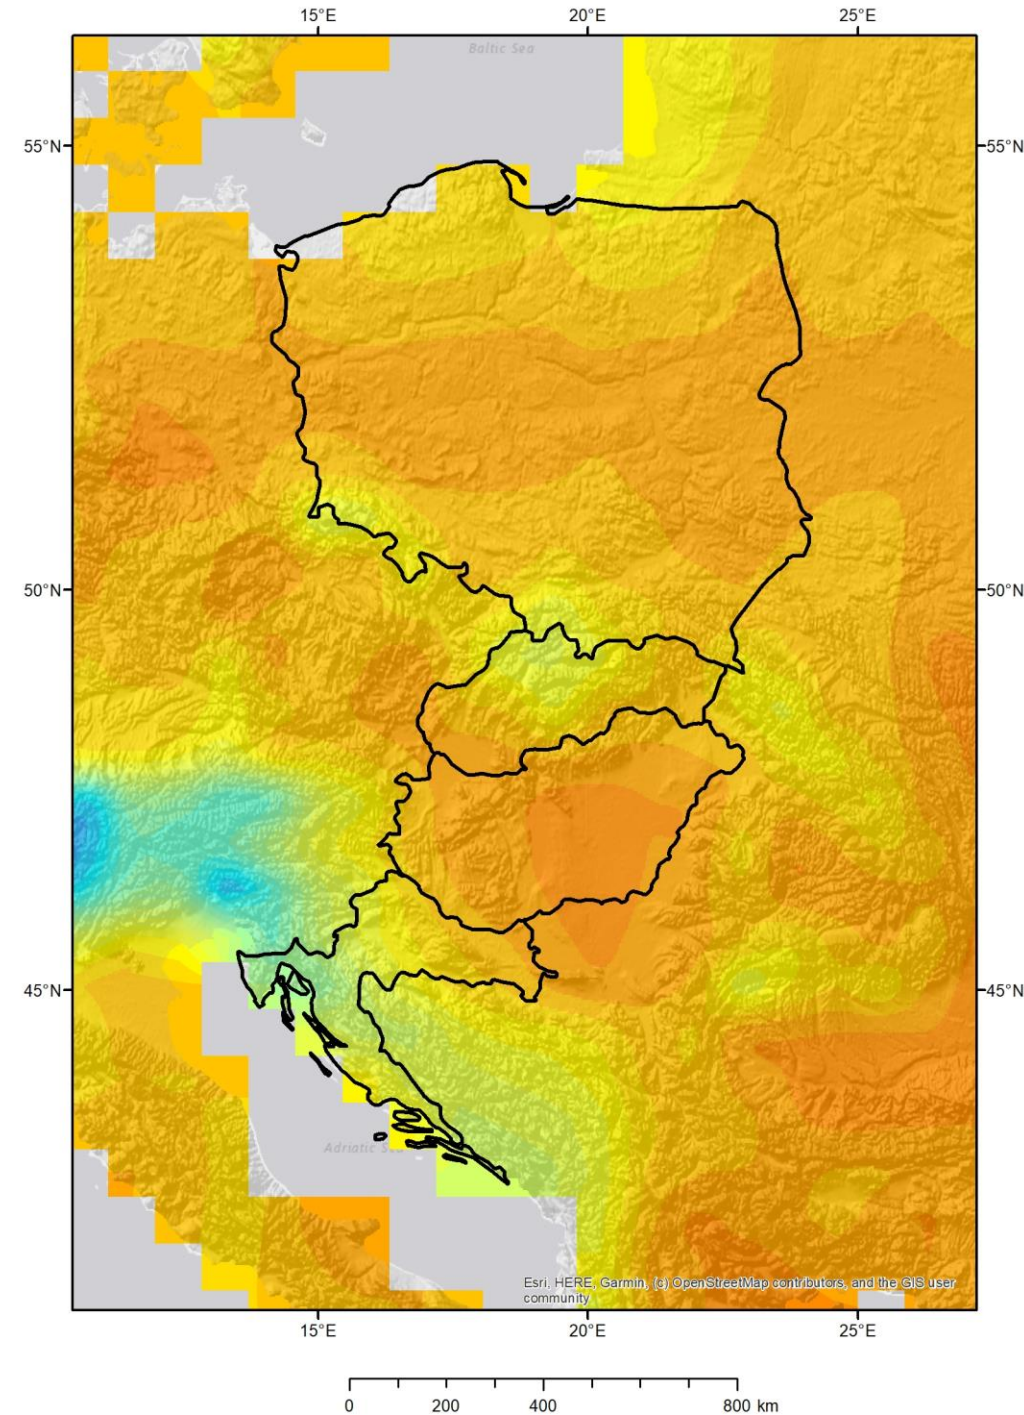 15°E 20°E 25°E
Baltic Sea
55°N 55°N
50°N 50°N
45°N 45°N
Adriatic Sea
Esri, HERE, Garmin, (c) OpenStreetMap contributors, and the GIS user
community
15°E 20°E 25°E
0 200 400 800 km